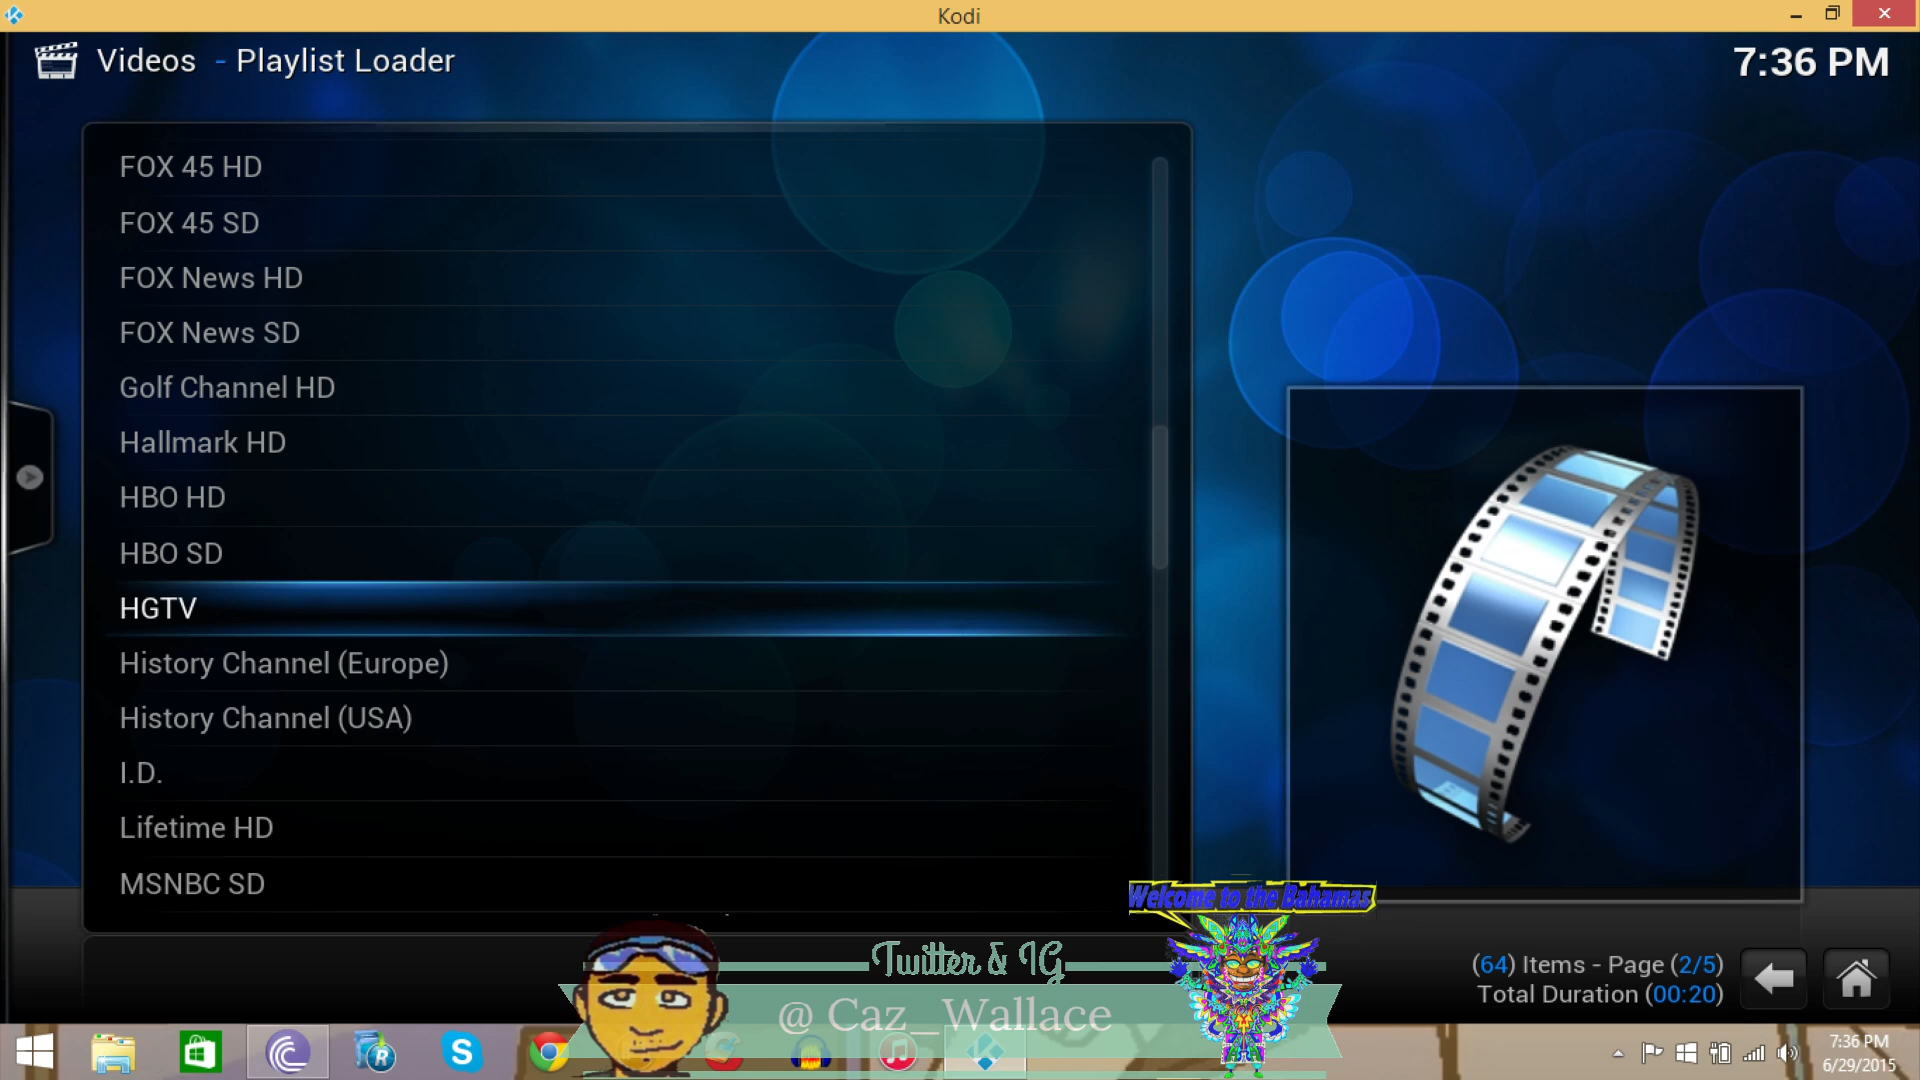 Kodi
Videos - Playlist Loader
7:36 PM
FOX 45 HD
FOX 45 SD
FOX News HD
FOX News SD
Golf Channel HD
Hallmark HD
HBO HD
HBO SD
HGTV
History Channel (Europe)
History Channel (USA)
I.D.
Lifetime HD
MSNBC SD
Welcome to the Bahamas
Twitter & IG
@ Caz_Wallace
(64) Items - Page (2/5)
Total Duration (00:20)
7:36 PM
6/29/2015